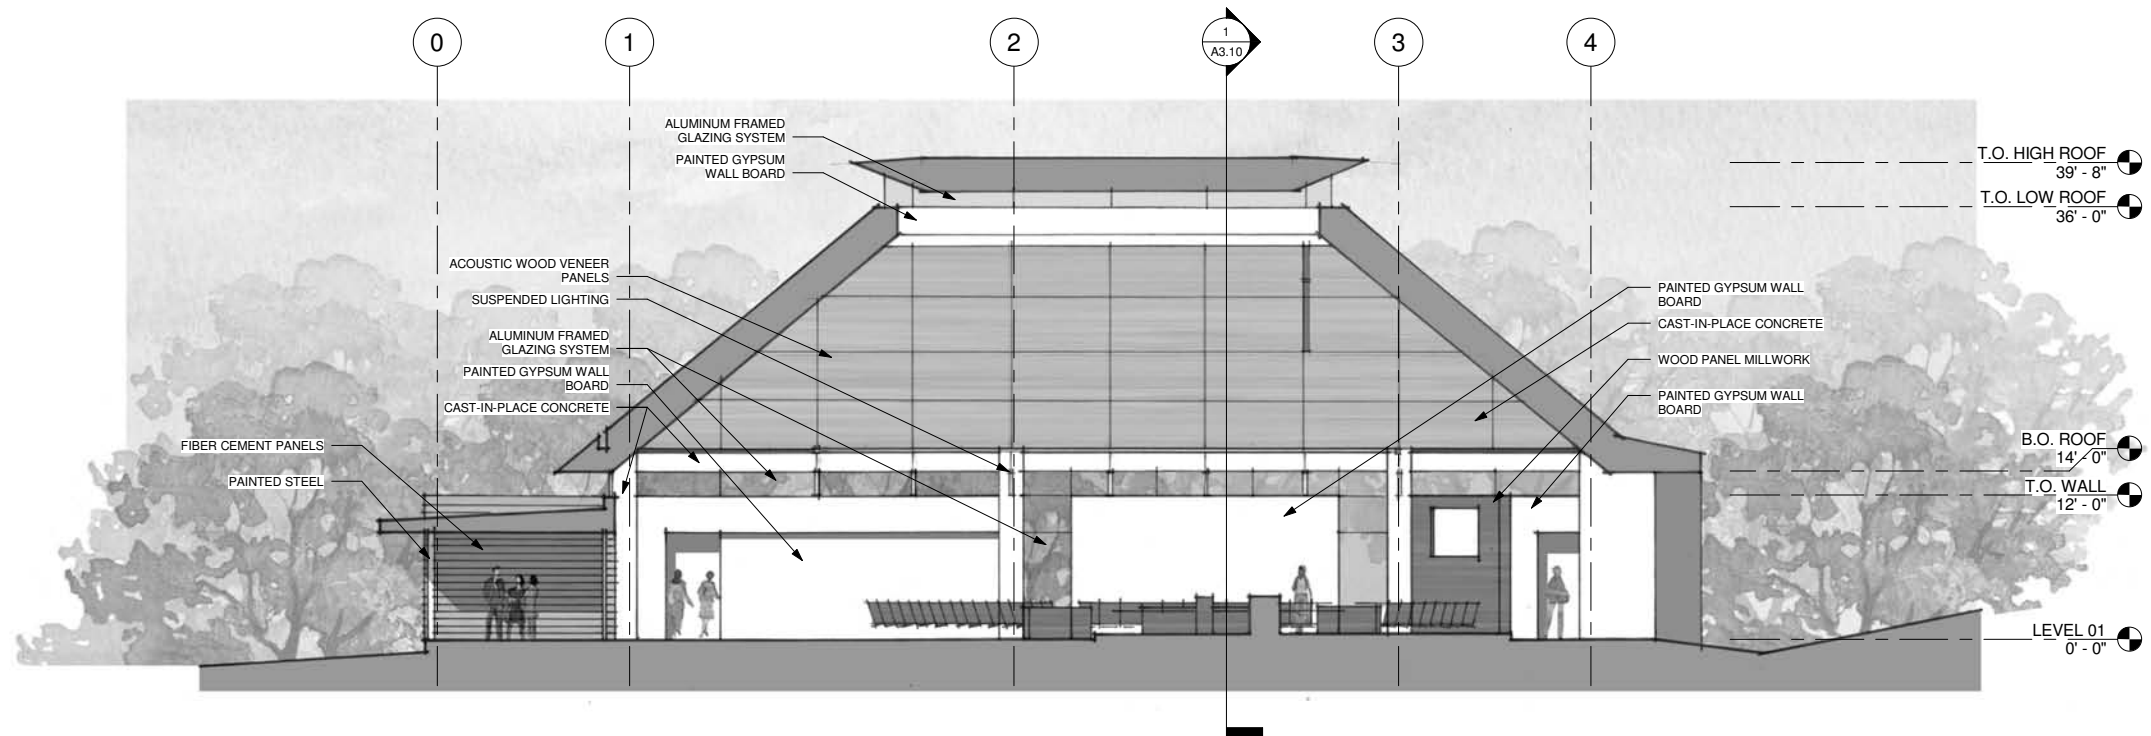 0
1
2
1
A3.10
3
4
ALUMINUM FRAMED
GLAZING SYSTEM
PAINTED GYPSUM
WALL BOARD
ACOUSTIC WOOD VENEER
PANELS
SUSPENDED LIGHTING
ALUMINUM FRAMED
GLAZING SYSTEM
PAINTED GYPSUM WALL
BOARD
CAST-IN-PLACE CONCRETE
FIBER CEMENT PANELS
PAINTED STEEL
PAINTED GYPSUM WALL
BOARD
CAST-IN-PLACE CONCRETE
WOOD PANEL MILLWORK
PAINTED GYPSUM WALL
BOARD
T.O. HIGH ROOF
39' - 8"
T.O. LOW ROOF
36' - 0"
B.O. ROOF
14' - 0"
T.O. WALL
12' - 0"
LEVEL 01
0' - 0"